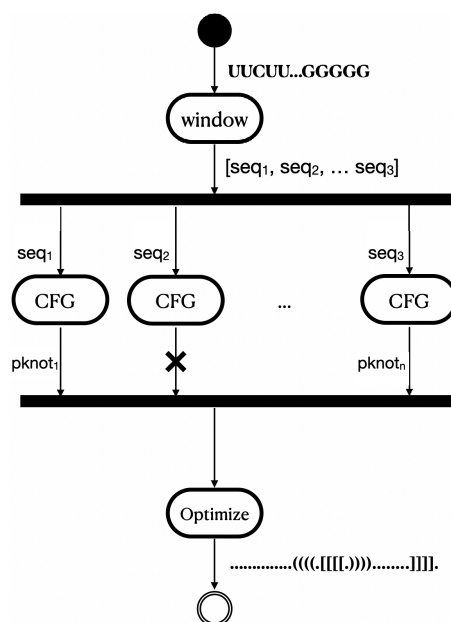 UUCUU...GGGGG
window
[seq₁, seq₂, ... seq₃]
seq₁ seq₂ seq₃
CFG CFG ... CFG
pknot₁ pknotₙ
Optimize
..............((((.[[[[.))))........]]]].